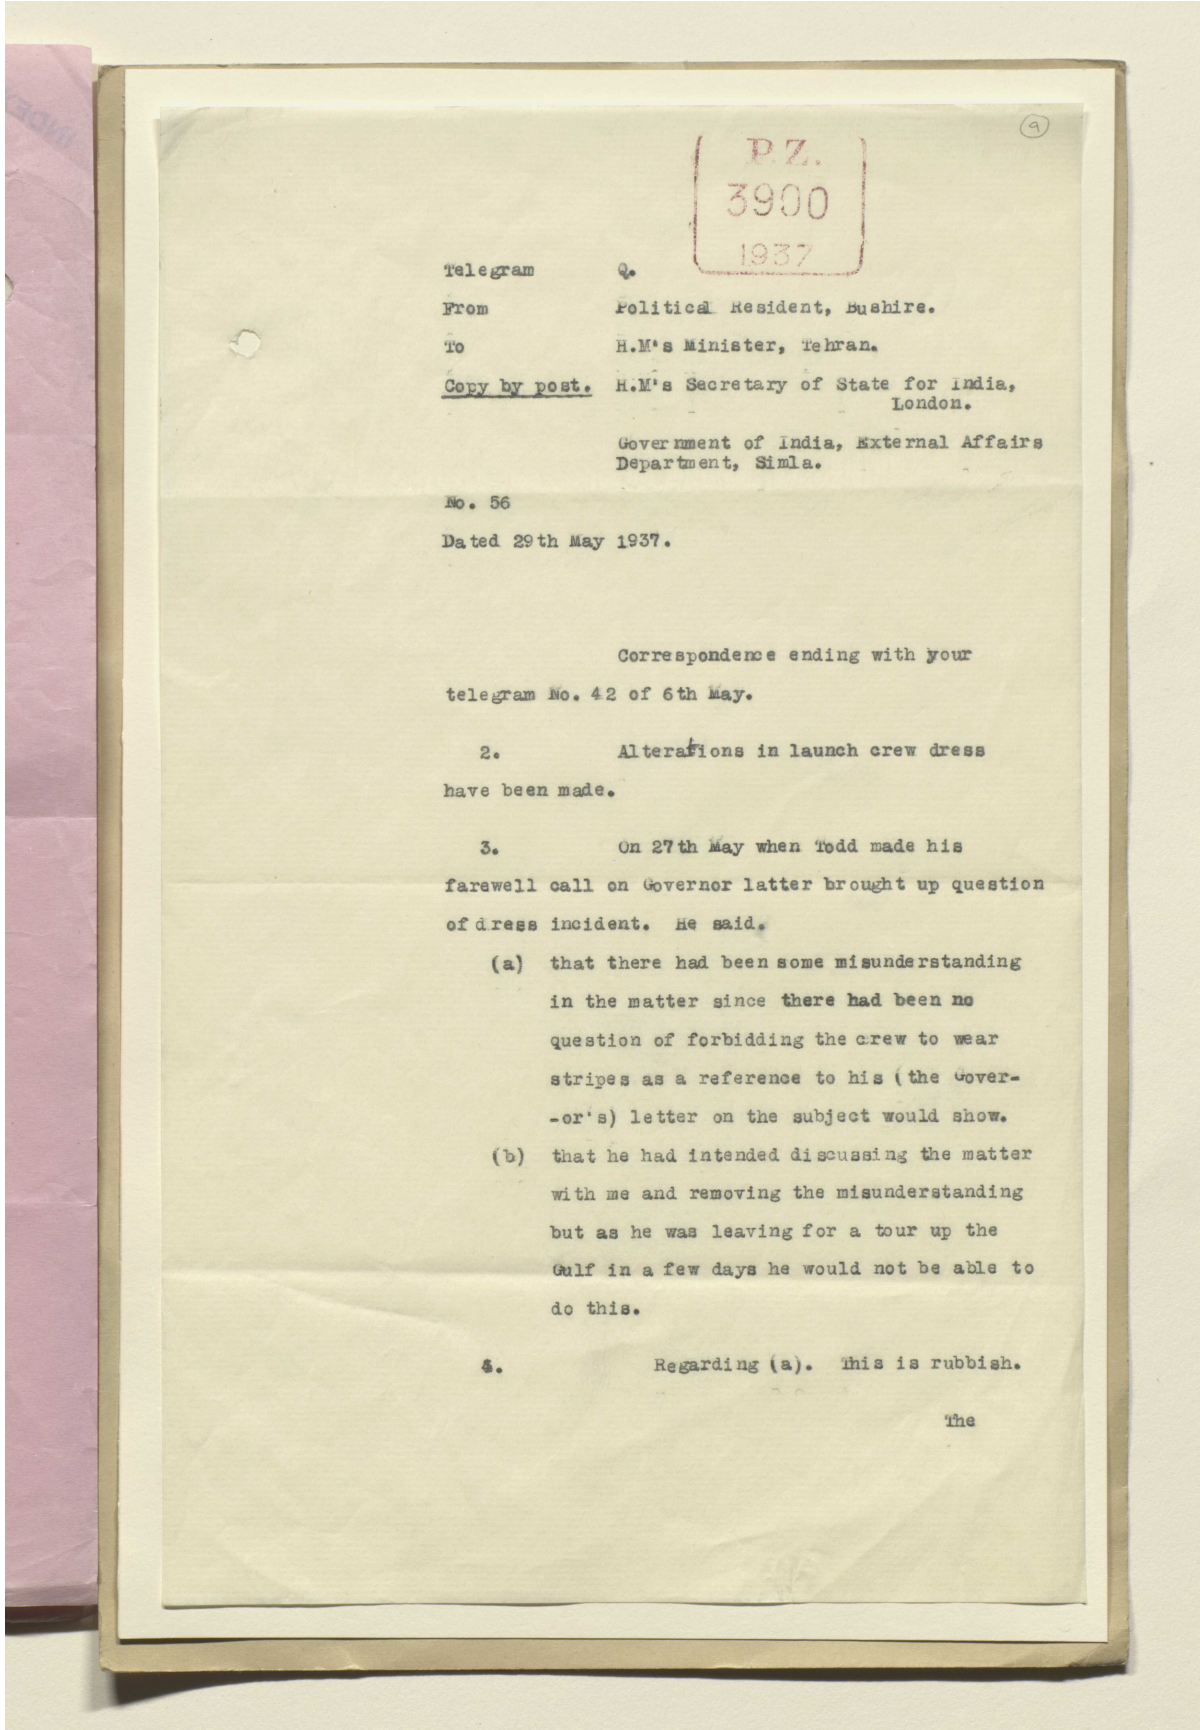 9
P.Z.
3900
1937
Telegram Q.
From Political Resident, Bushire.
To H.M's Minister, Tehran.
Copy by post. H.M's Secretary of State for India,
London.
Government of India, External Affairs
Department, Simla.
No. 56
Dated 29th May 1937.
Correspondence ending with your
telegram No. 42 of 6th May.
2. Alterations in launch crew dress
have been made.
3. On 27th May when Todd made his
farewell call on Governor latter brought up question
of dress incident. He said.
(a) that there had been some misunderstanding
in the matter since there had been no
question of forbidding the crew to wear
stripes as a reference to his (the Gover-
-or's) letter on the subject would show.
(b) that he had intended discussing the matter
with me and removing the misunderstanding
but as he was leaving for a tour up the
Gulf in a few days he would not be able to
do this.
4. Regarding (a). This is rubbish.
The